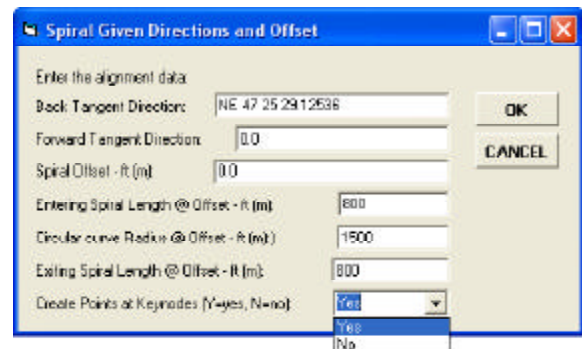 Spiral Given Directions and Offset
Enter the alignment data:
Back Tangent Direction: NE 47 25 29.12536
OK
Forward Tangent Direction: 0.0
CANCEL
Spiral Offset - ft (m): 0.0
Entering Spiral Length @ Offset - ft (m): 800
Circular curve Radius @ Offset - ft (m):) 1500
Exiting Spiral Length @ Offset - ft (m): 800
Create Points at Keynodes (Y=yes, N=no): Yes
Yes
No